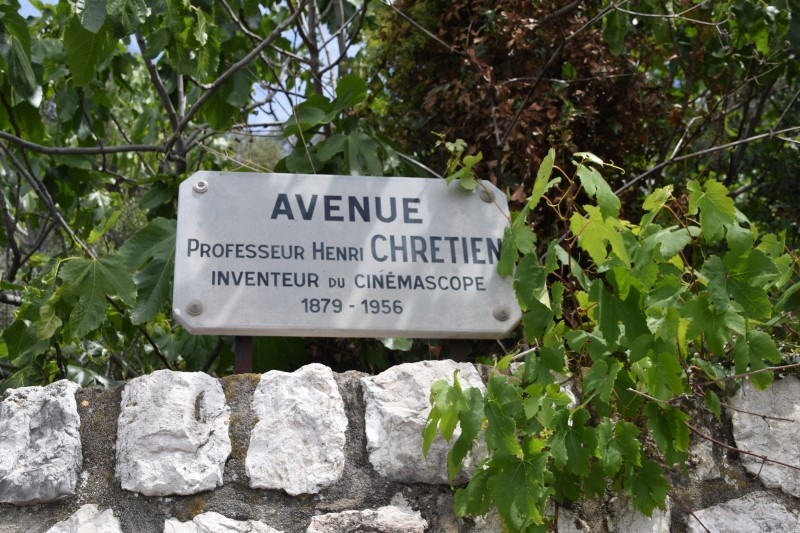 AVENUE
PROFESSEUR HENRI CHRETIEN
INVENTEUR DU CINÉMASCOPE
1879 - 1956